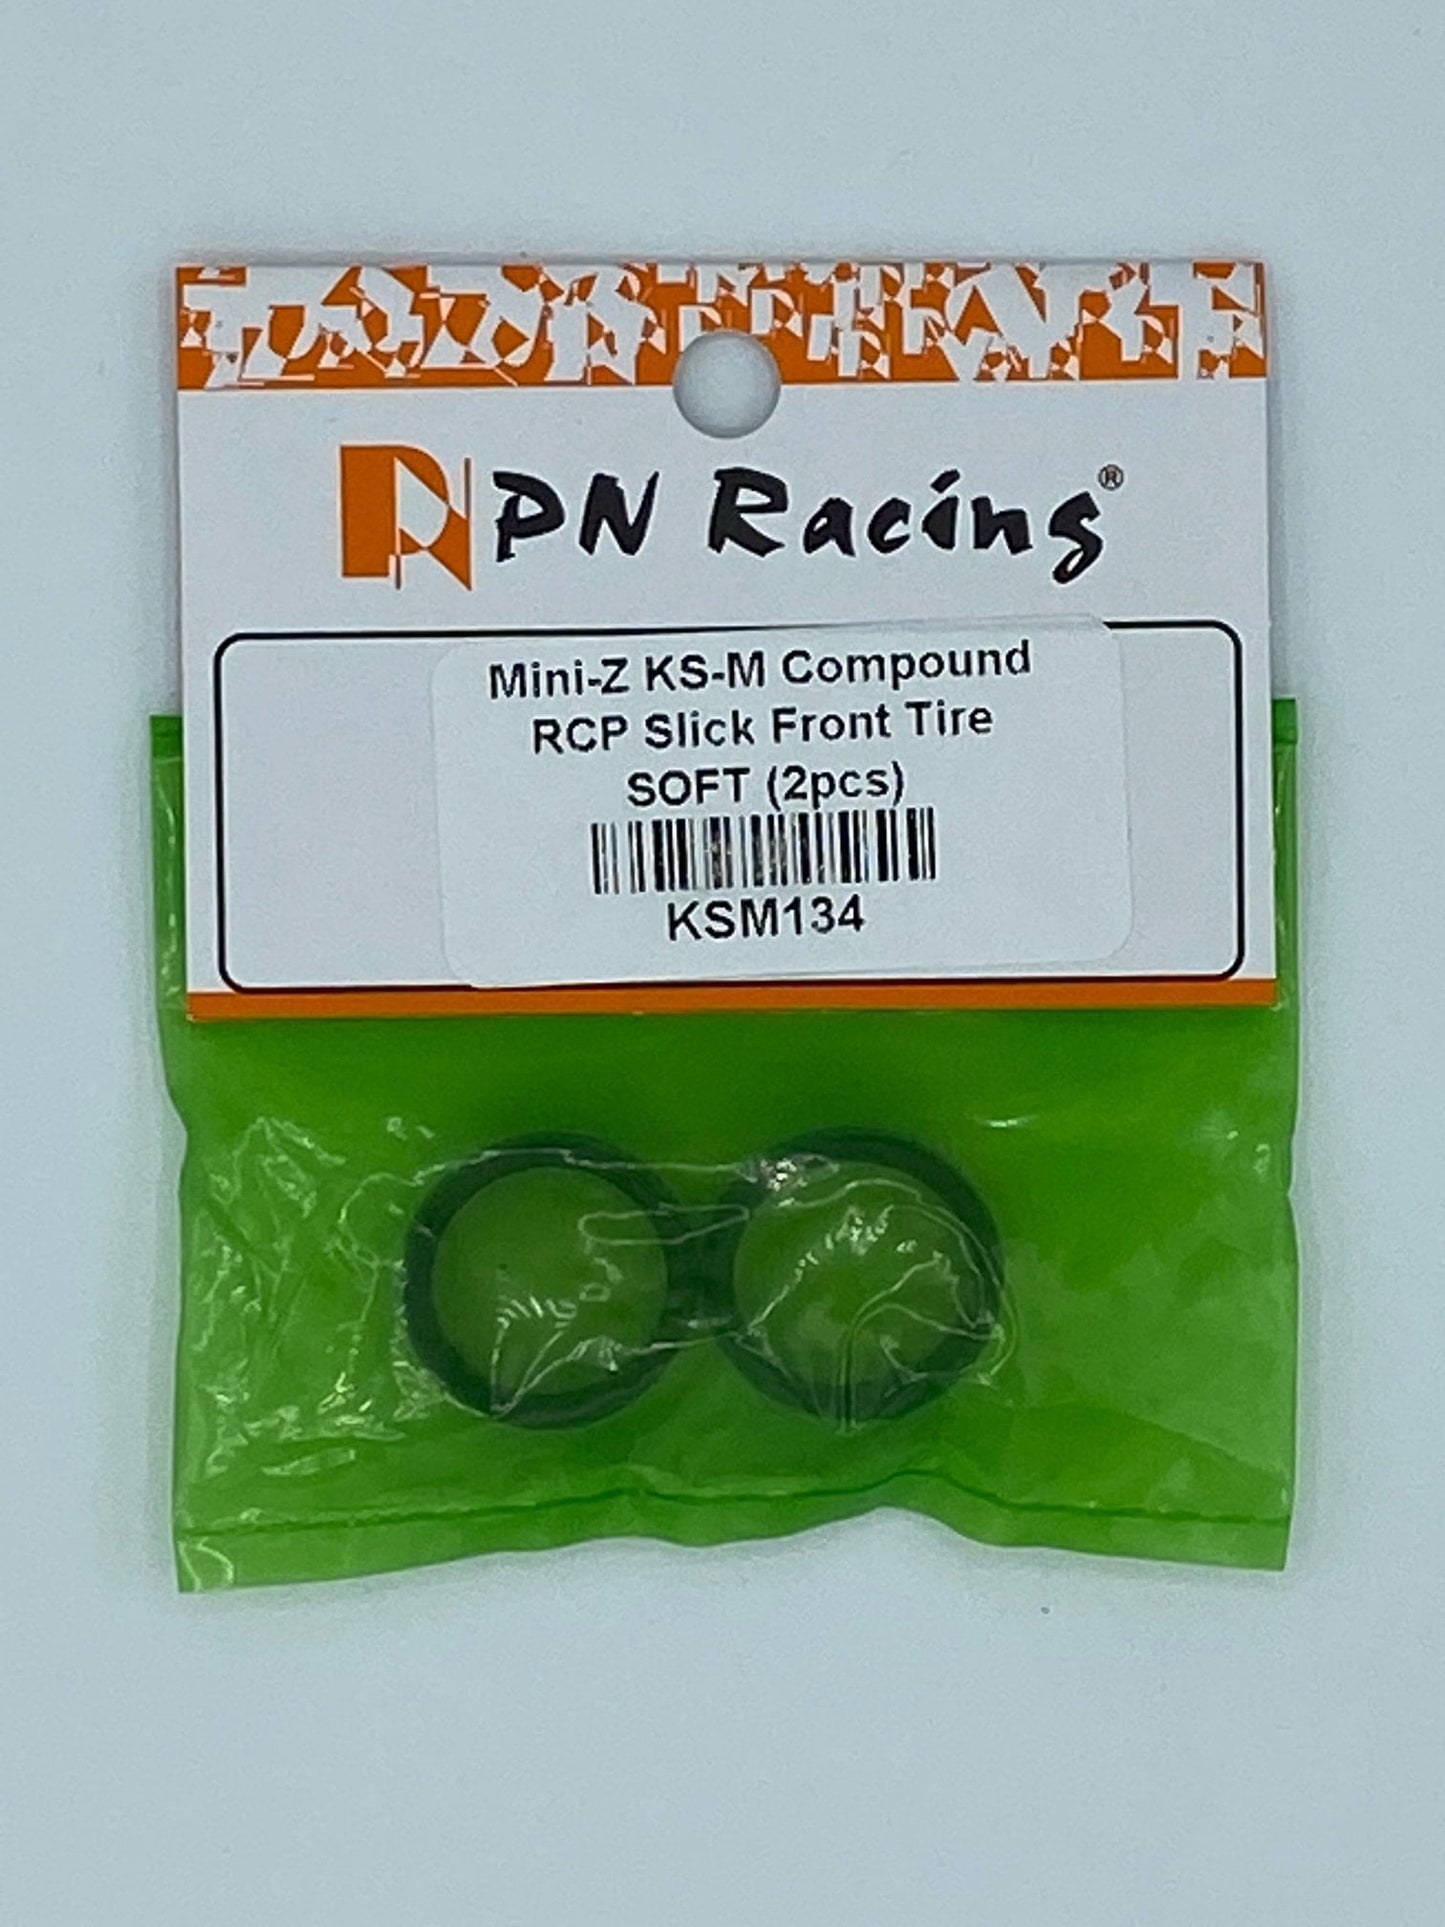 PN Racing®
Mini-Z KS-M Compound
RCP Slick Front Tire
SOFT (2pcs)
KSM134